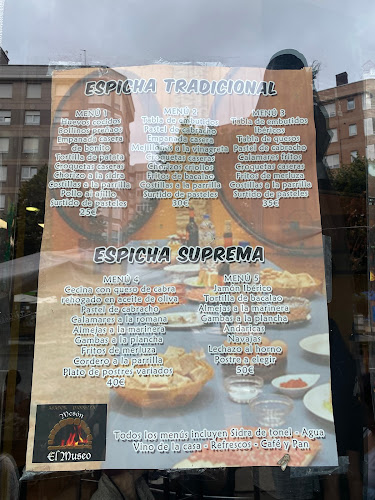 ESPICHA TRADICIONAL
MENÚ 1
Huevos cocidos
Bollinos preñaos
Empanada casera
de bonito
Tortilla de patata
Croquetas caseras
Chorizo a la sidra
Costillas a la parrilla
Pollo al ajillo
Surtido de pasteles
25€
MENÚ 2
Tabla de embutidos
Pastel de cabracho
Empanada casera
Mejillones a la vinagreta
Croquetas caseras
Chorizos criollos
Fritos de bacalao
Costillas a la parrilla
Surtido de pasteles
30€
MENÚ 3
Tabla de embutidos
ibéricos
Tabla de quesos
Pastel de cabracho
Calamares fritos
Croquetas caseras
Fritos de merluza
Costillas a la parrilla
Surtido de pasteles
35€
ESPICHA SUPREMA
MENÚ 4
Cecina con queso de cabra
rehogado en aceite de oliva
Pastel de cabracho
Calamares a la romana
Almejas a la marinera
Gambas a la plancha
Fritos de merluza
Cordero a la parrilla
Plato de postres variados
40€
MENÚ 5
Jamón Ibérico
Tortilla de bacalao
Almejas a la marinera
Gambas a la plancha
Andaricas
Navajas
Lechazo al horno
Postre a elegir
50€
Mesón
El Museo
Todos los menús incluyen Sidra de tonel - Agua
Vino de la casa - Refrescos - Café y Pan